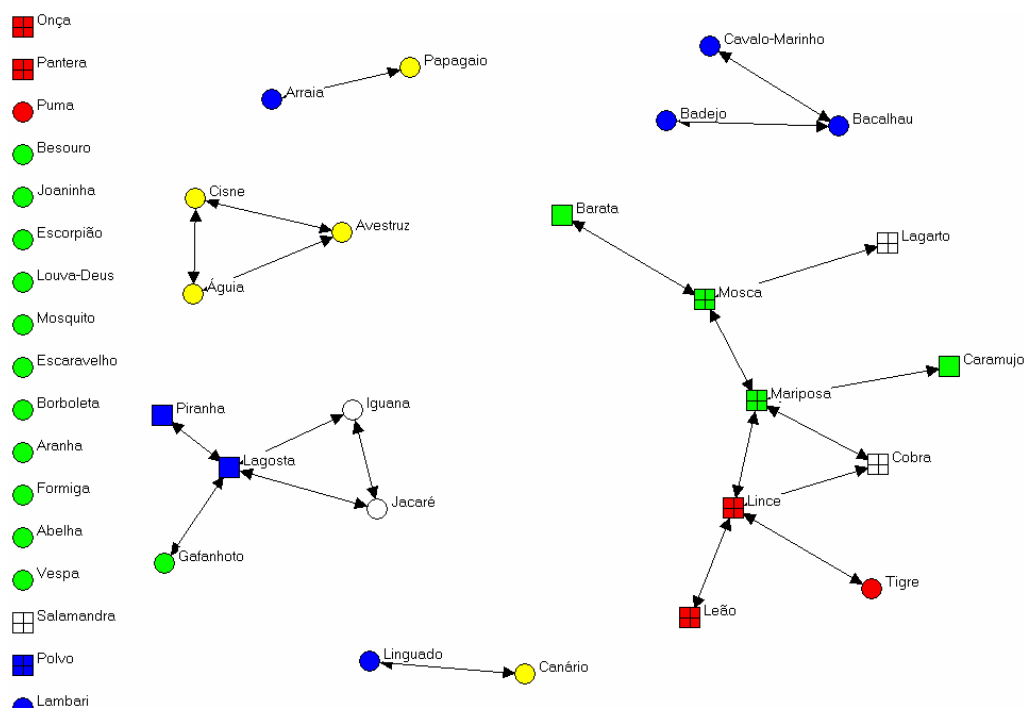 Onça
Pantera
Puma
Besouro
Joaninha
Escorpião
Louva-Deus
Mosquito
Escaravelho
Borboleta
Aranha
Formiga
Abelha
Vespa
Salamandra
Polvo
Lambari
Papagaio
Arraia
Cavalo-Marinho
Badejo
Bacalhau
Cisne
Avestruz
Águia
Barata
Lagarto
Mosca
Caramujo
Mariposa
Cobra
Lince
Tigre
Leão
Piranha
Iguana
Lagosta
Jacaré
Gafanhoto
Linguado
Canário